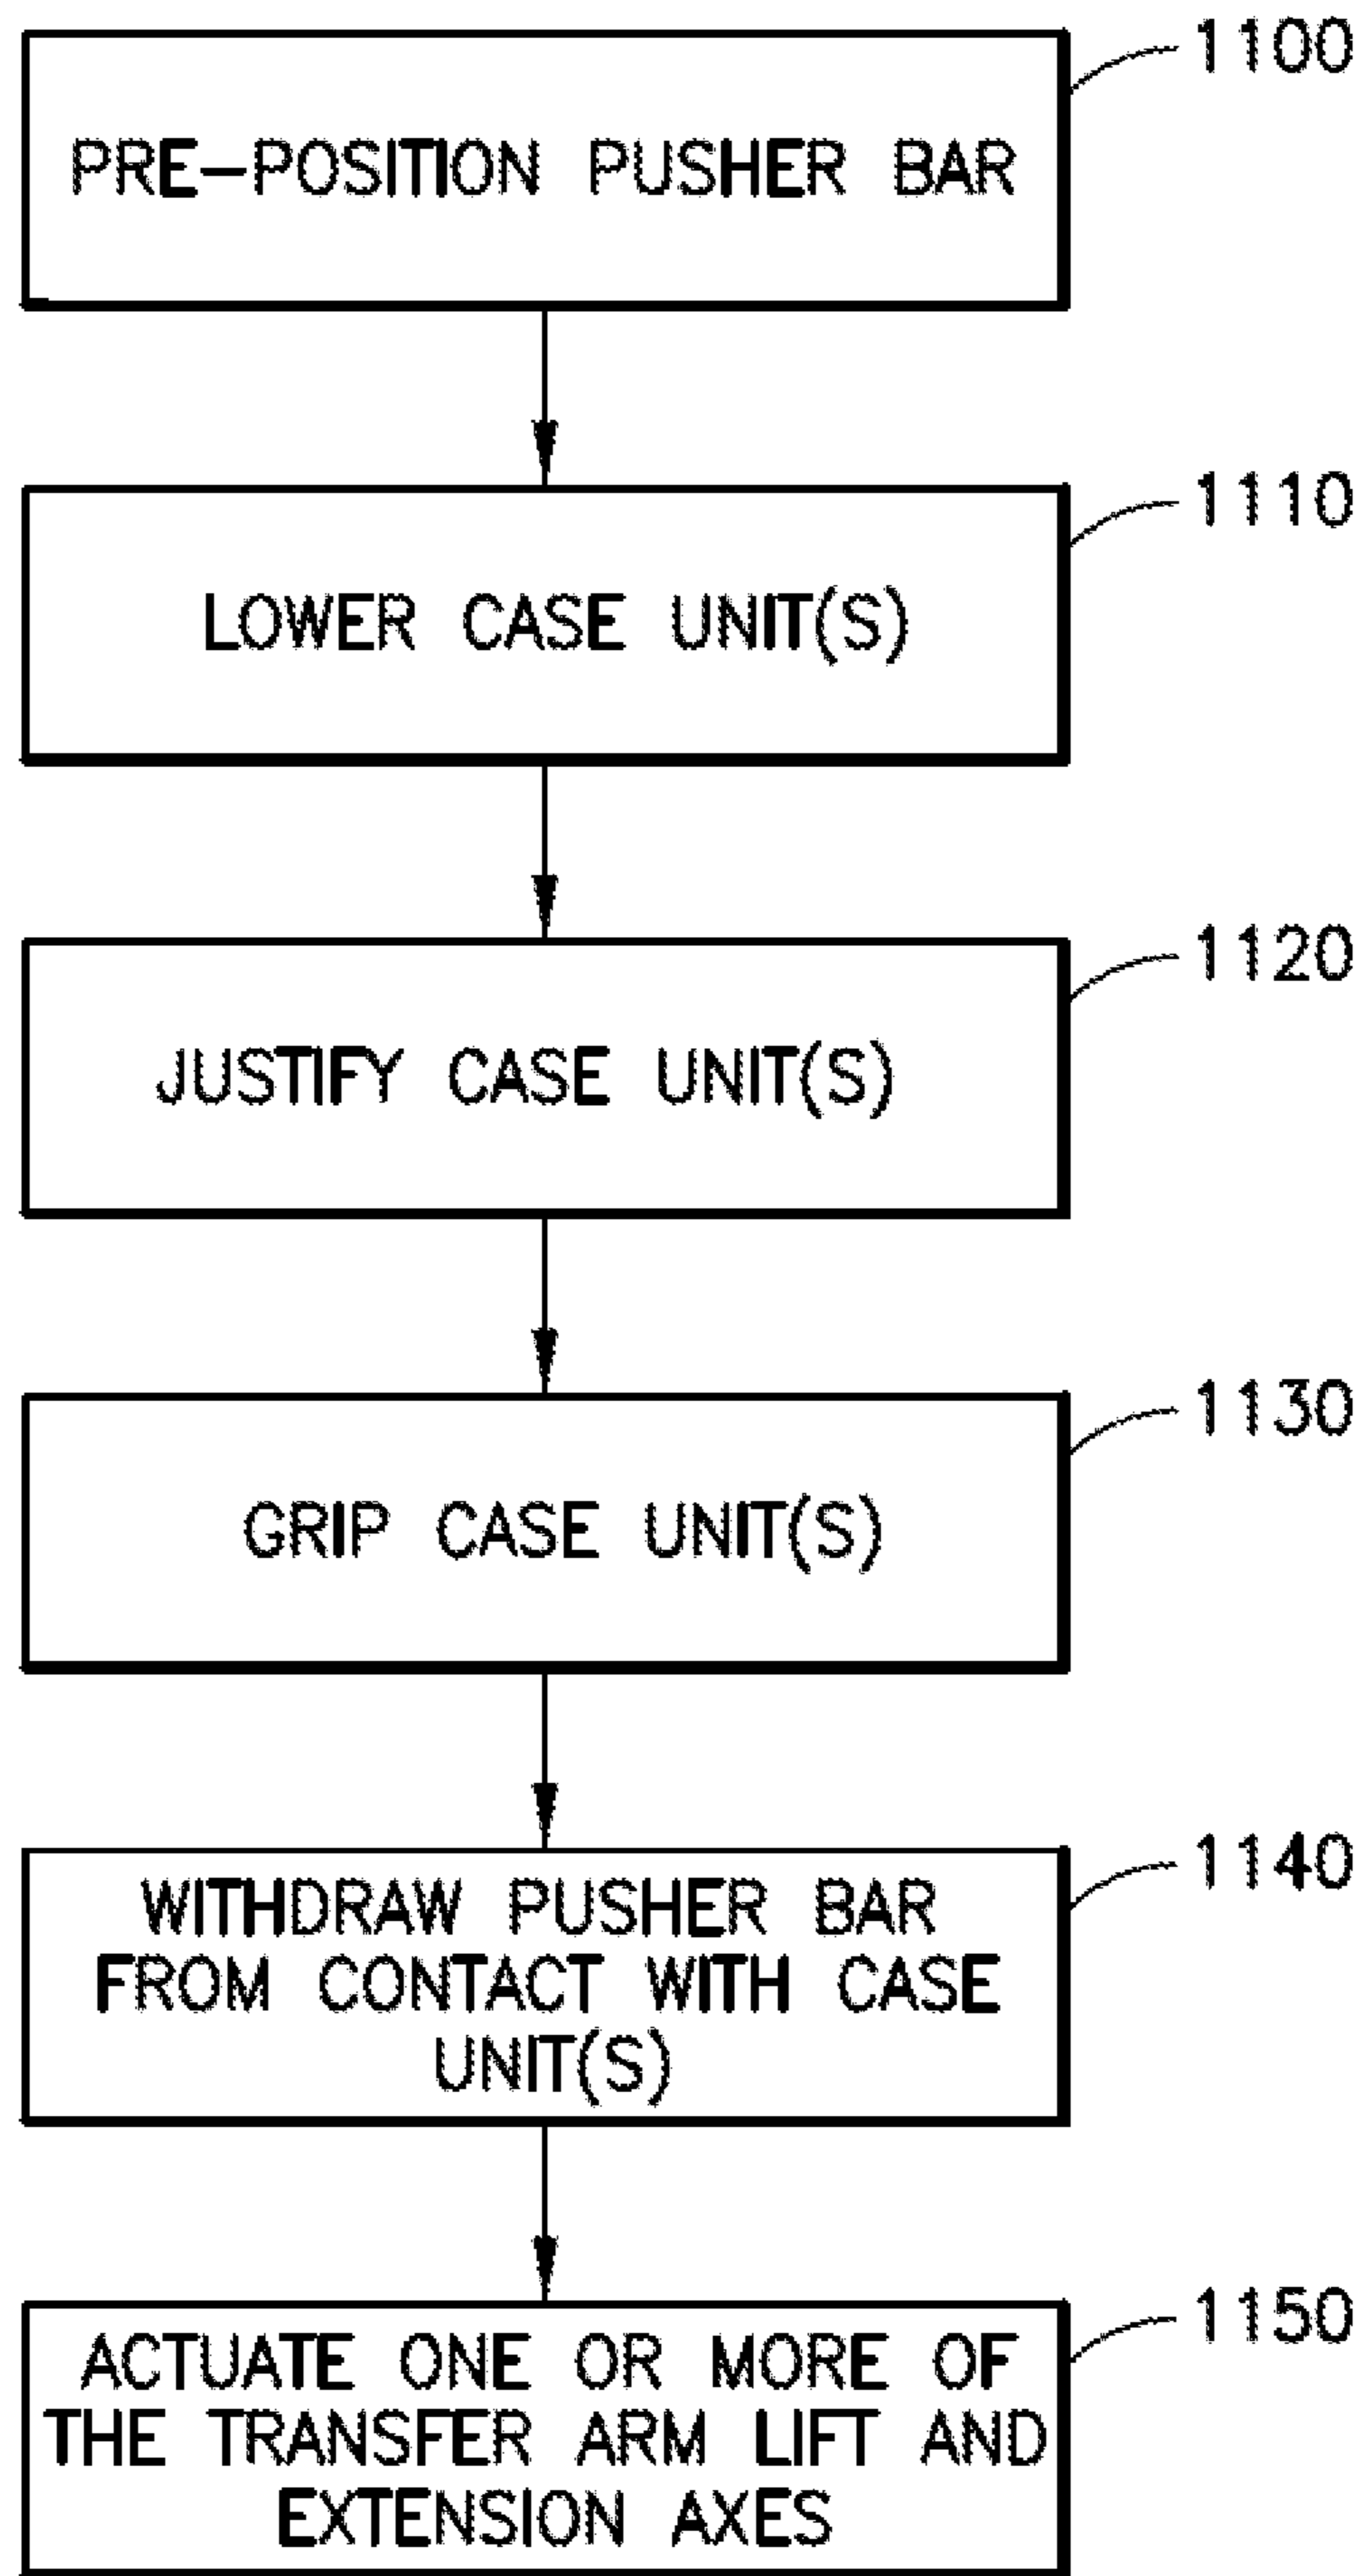 1100
PRE-POSITION PUSHER BAR
1110
LOWER CASE UNIT(S)
1120
JUSTIFY CASE UNIT(S)
1130
GRIP CASE UNIT(S)
1140
WITHDRAW PUSHER BAR
FROM CONTACT WITH CASE
UNIT(S)
1150
ACTUATE ONE OR MORE OF
THE TRANSFER ARM LIFT AND
EXTENSION AXES